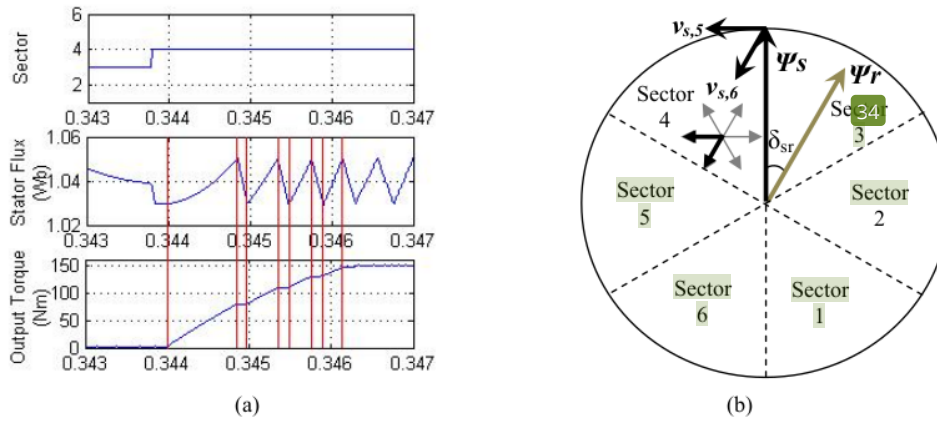 6
4
2
Sector
0.343 0.344 0.345 0.346 0.347
1.06
1.04
1.02
Stator Flux
(Wb)
0.343 0.344 0.345 0.346 0.347
150
100
50
0
Output Torque
(Nm)
0.343 0.344 0.345 0.346 0.347
(a)
vs,5
Ψs
Ψr
vs,6
Sector
4
34
3
δsr
Sector
5
Sector
2
Sector
6
Sector
1
(b)